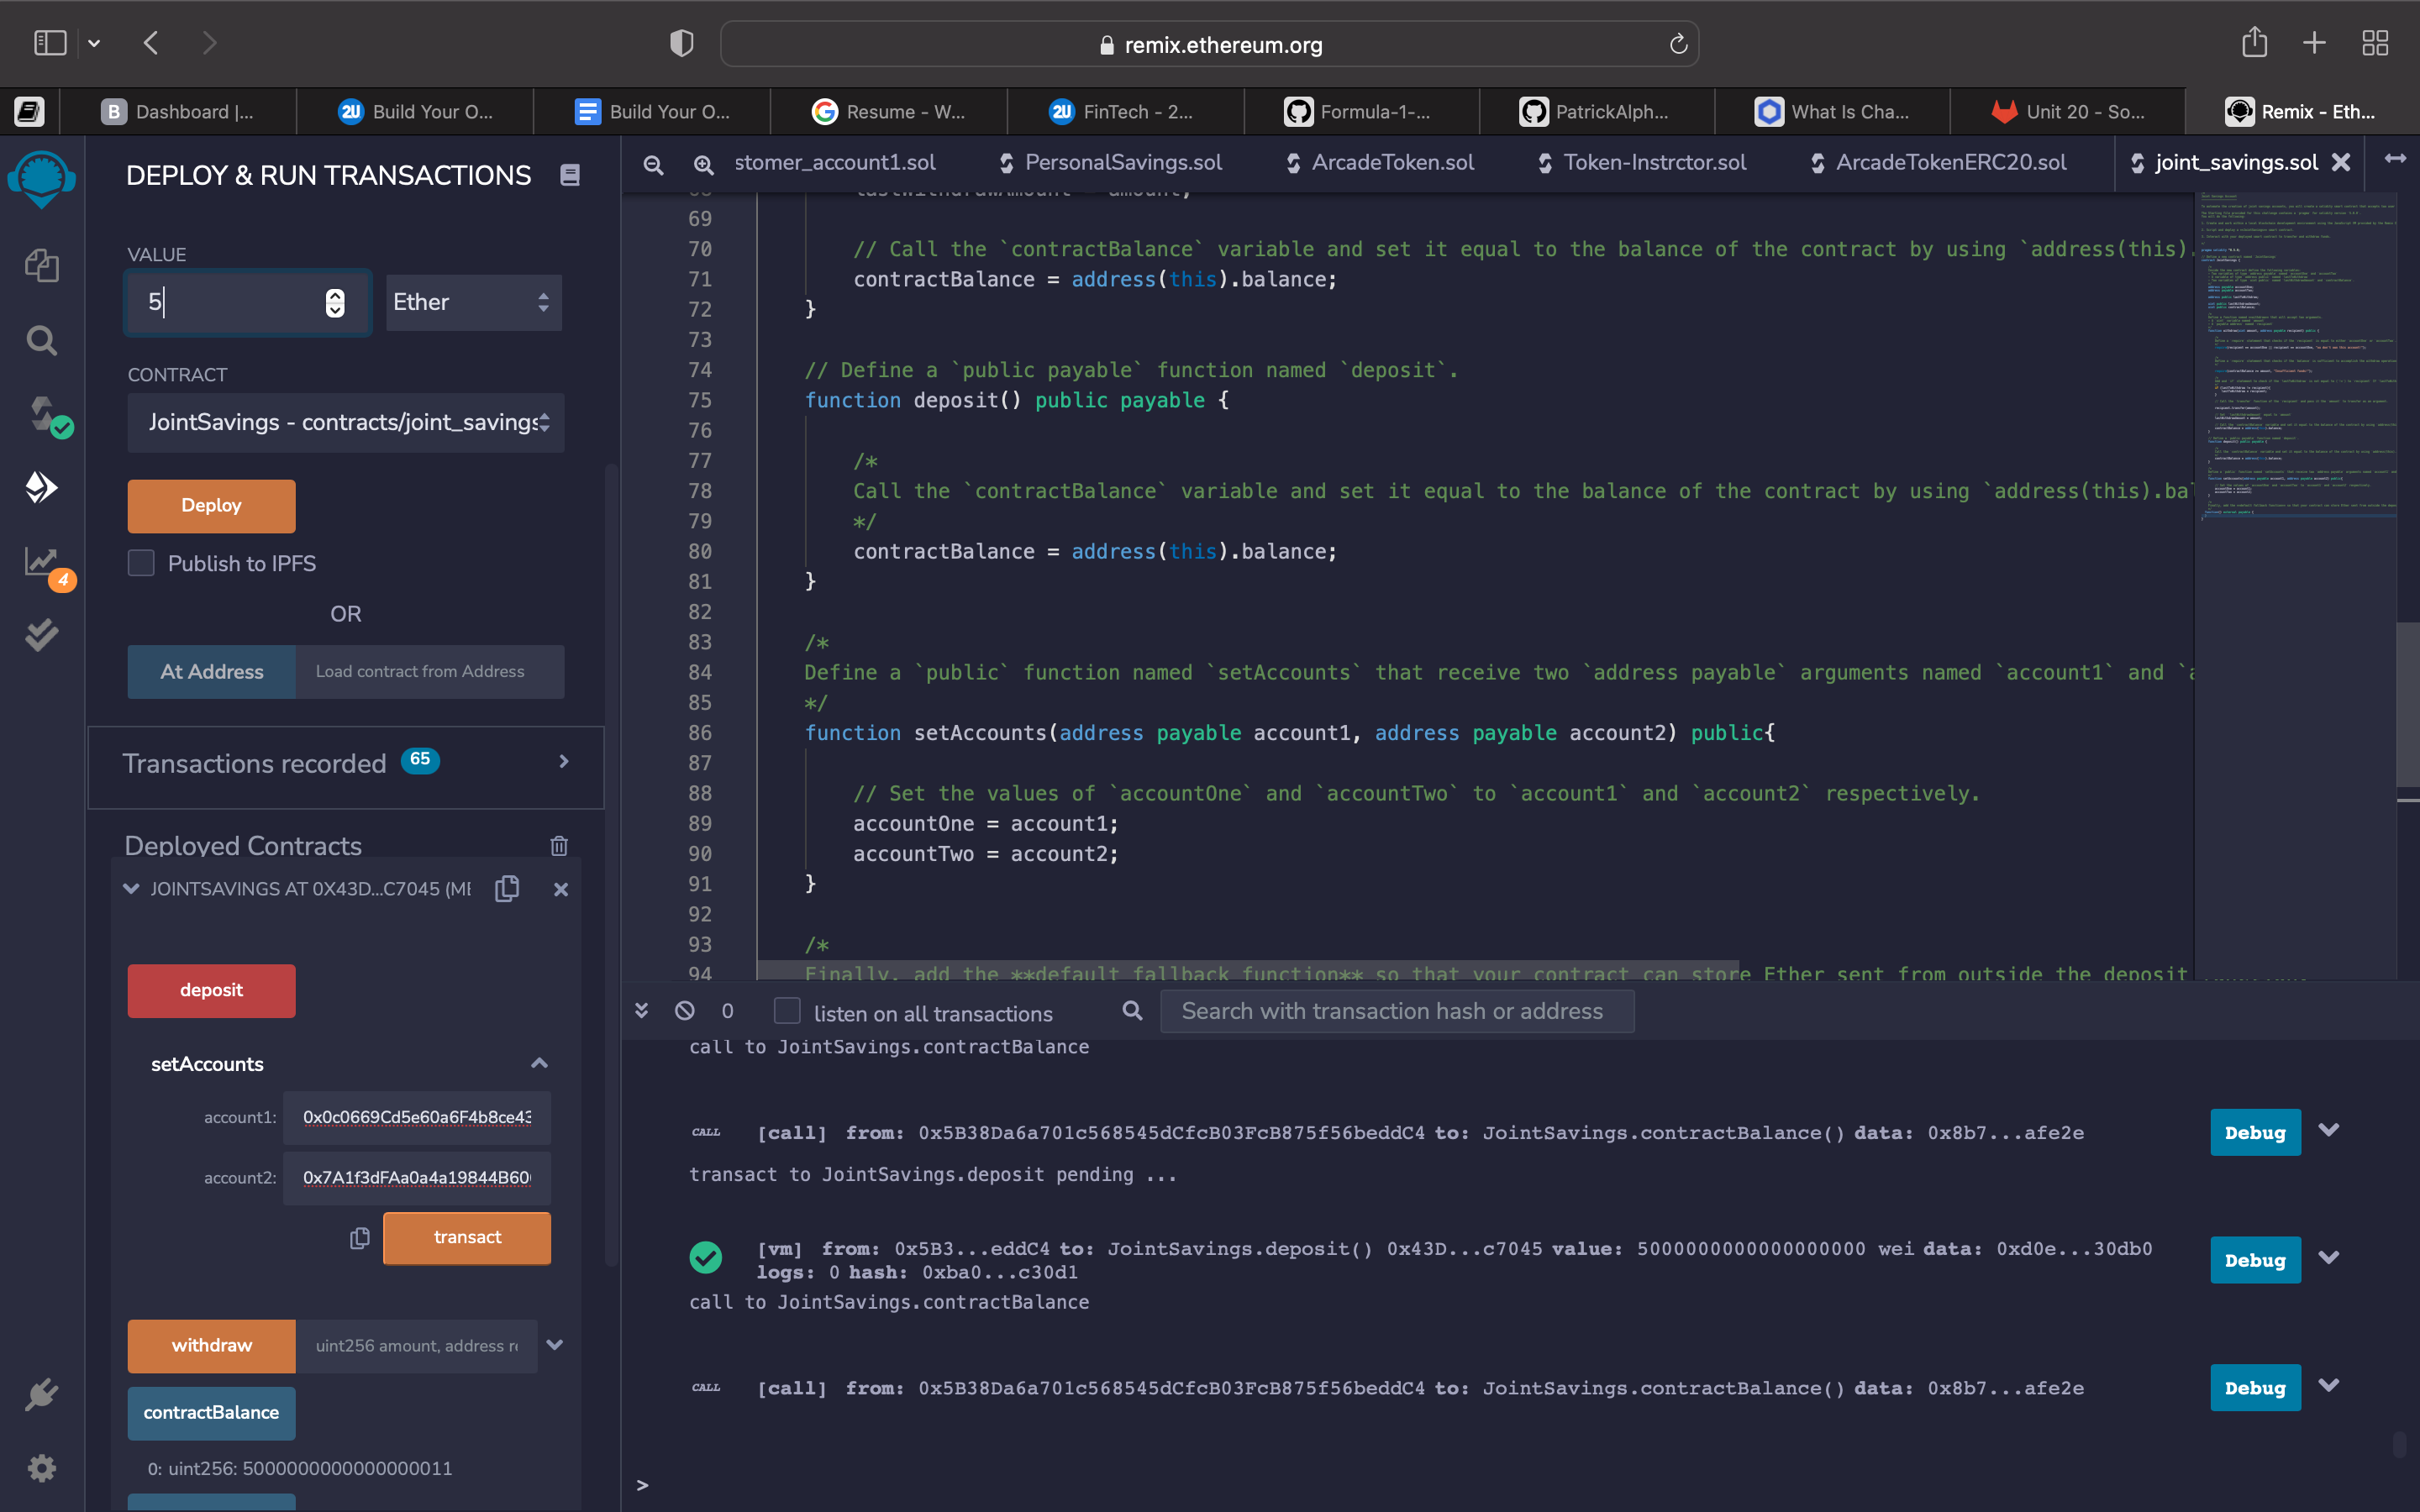 remix.ethereum.org
B Dashboard |...
2U Build Your O...
Build Your O...
Resume - W...
2U FinTech - 2...
Formula-1-...
PatrickAlph...
What Is Cha...
Unit 20 - So...
Remix - Eth...
DEPLOY & RUN TRANSACTIONS
VALUE
5
Ether
CONTRACT
JointSavings - contracts/joint_savings
Deploy
Publish to IPFS
OR
At Address
Load contract from Address
4
Transactions recorded 65
Deployed Contracts
JOINTSAVINGS AT 0X43D...C7045 (ME
deposit
setAccounts
account1: 0x0c0669Cd5e60a6F4b8ce43
account2: 0x7A1f3dFAa0a4a19844B60
transact
withdraw
uint256 amount, address re
contractBalance
0: uint256: 5000000000000000011
stomer_account1.sol
PersonalSavings.sol
ArcadeToken.sol
Token-Instrctor.sol
ArcadeTokenERC20.sol
joint_savings.sol
68 lastWithdrawAmount = amount;
69
70 // Call the `contractBalance` variable and set it equal to the balance of the contract by using `address(this).
71 contractBalance = address(this).balance;
72 }
73
74 // Define a `public payable` function named `deposit`.
75 function deposit() public payable {
76
77 /*
78 Call the `contractBalance` variable and set it equal to the balance of the contract by using `address(this).bal
79 */
80 contractBalance = address(this).balance;
81 }
82
83 /*
84 Define a `public` function named `setAccounts` that receive two `address payable` arguments named `account1` and `a
85 */
86 function setAccounts(address payable account1, address payable account2) public{
87
88 // Set the values of `accountOne` and `accountTwo` to `account1` and `account2` respectively.
89 accountOne = account1;
90 accountTwo = account2;
91 }
92
93 /*
94 Finally, add the **default fallback function** so that your contract can store Ether sent from outside the deposit
0
listen on all transactions
Search with transaction hash or address
call to JointSavings.contractBalance
CALL [call] from: 0x5B38Da6a701c568545dCfcB03FcB875f56beddC4 to: JointSavings.contractBalance() data: 0x8b7...afe2e
Debug
transact to JointSavings.deposit pending ...
[vm] from: 0x5B3...eddC4 to: JointSavings.deposit() 0x43D...c7045 value: 5000000000000000000 wei data: 0xd0e...30db0
logs: 0 hash: 0xba0...c30d1
Debug
call to JointSavings.contractBalance
CALL [call] from: 0x5B38Da6a701c568545dCfcB03FcB875f56beddC4 to: JointSavings.contractBalance() data: 0x8b7...afe2e
Debug
>